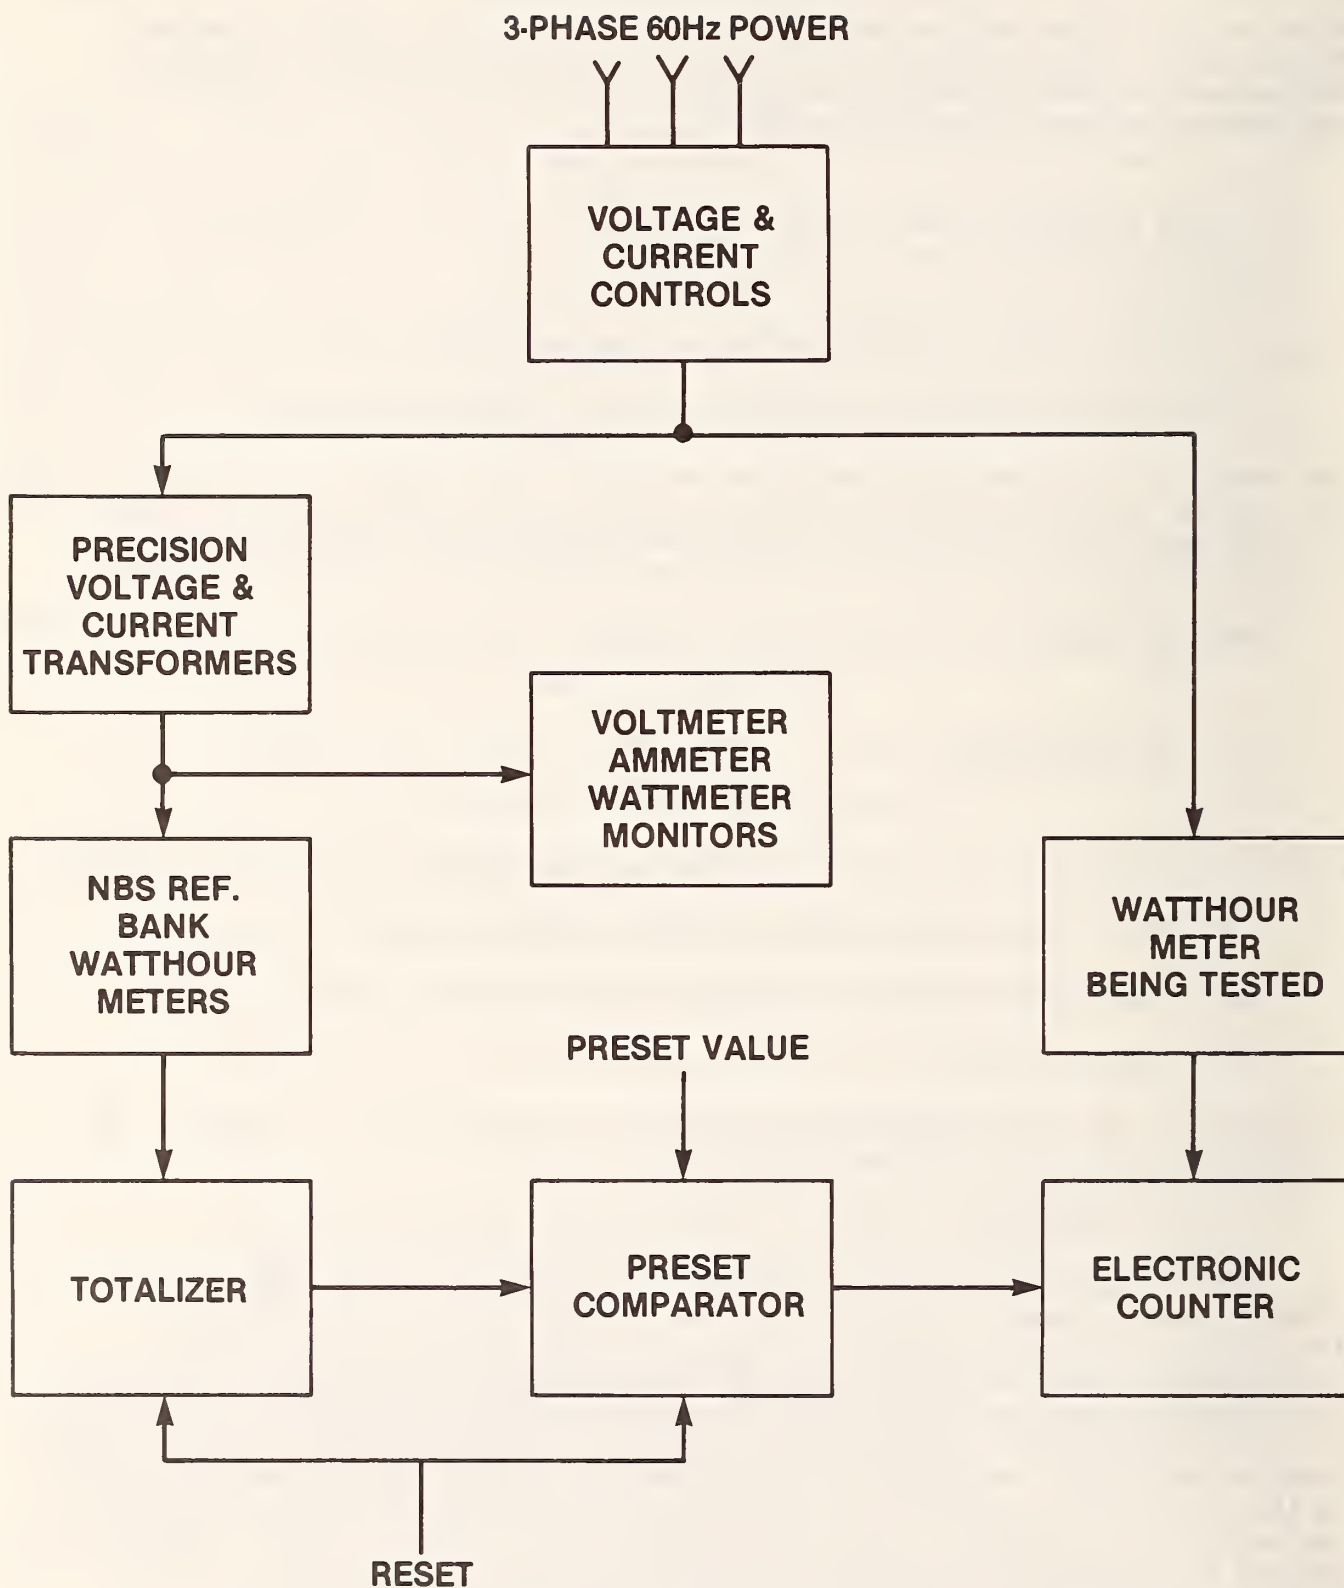 3-PHASE 60Hz POWER
VOLTAGE &
CURRENT
CONTROLS
PRECISION
VOLTAGE &
CURRENT
TRANSFORMERS
VOLTMETER
AMMETER
WATTMETER
MONITORS
NBS REF.
BANK
WATTHOUR
METERS
WATTHOUR
METER
BEING TESTED
PRESET VALUE
TOTALIZER
PRESET
COMPARATOR
ELECTRONIC
COUNTER
RESET